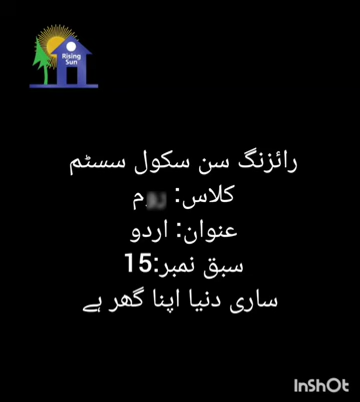 Rising
Sun
رائزنگ سن سکول سسٹم
کلاس:
عنوان: اردو
سبق نمبر:15
ساری دنیا اپنا گھر ہے
InShOt